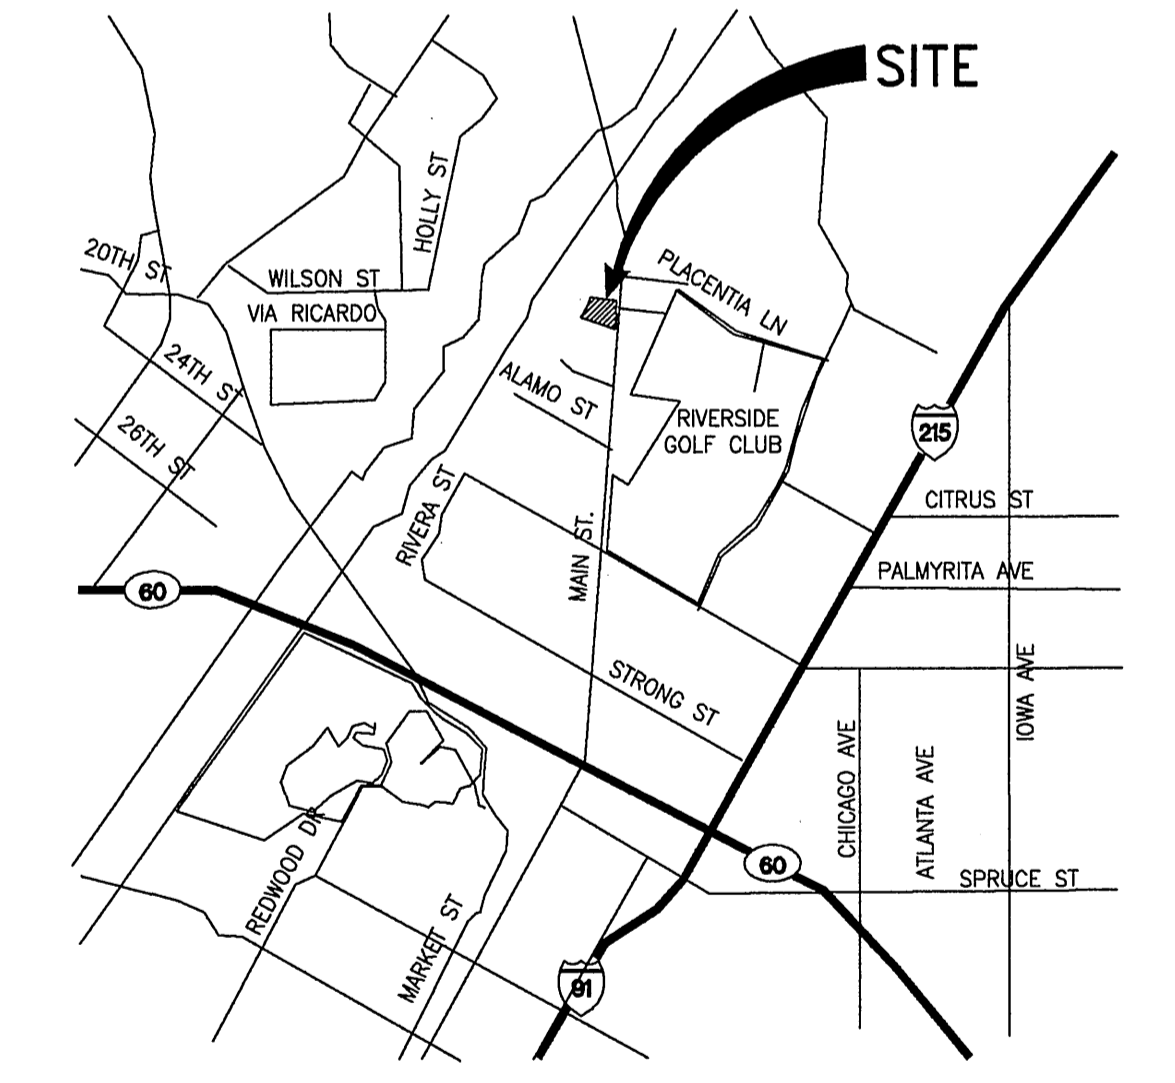 SITE
HOLLY ST
20TH ST
WILSON ST
PLACENTIA LN
VIA RICARDO
24TH ST
ALAMO ST
RIVERSIDE
GOLF CLUB
26TH ST
215
CITRUS ST
RIVERA ST
MAIN ST.
PALMYRITA AVE
60
STRONG ST
IOWA AVE
CHICAGO AVE
ATLANTA AVE
REDWOOD DR
60
SPRUCE ST
MARKET ST
91